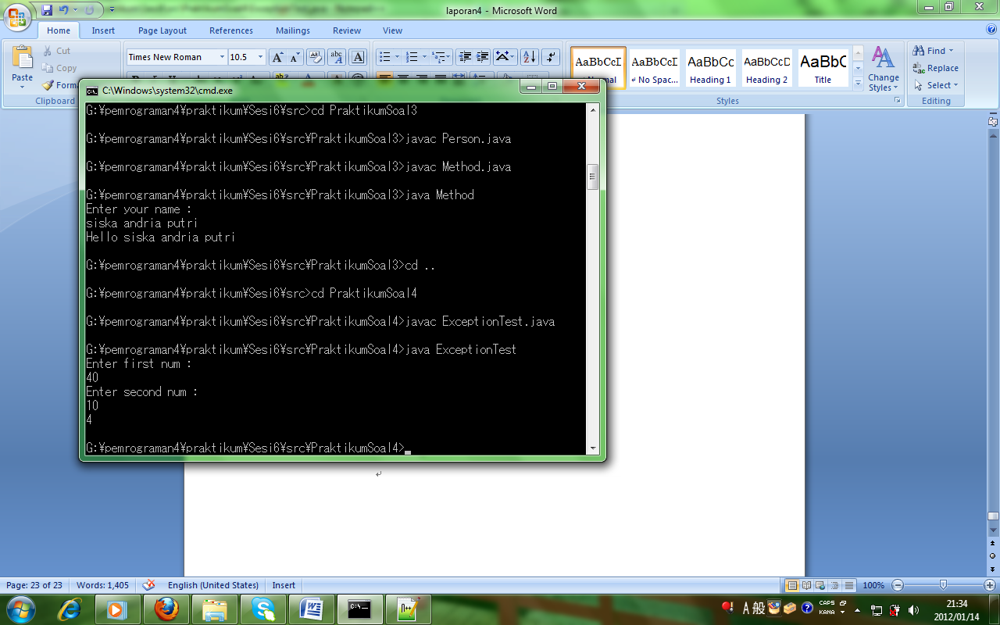 laporan4 - Microsoft Word
Home Insert Page Layout References Mailings Review View
Cut
Copy
Paste
Clipboard
Times New Roman 10.5
AaBbCcD AaBbCcD AaBbCc AaBbCcD AaBbC
↵ No Spac... Heading 1 Heading 2 Title
Change Styles
Styles
Find
Replace
Select
Editing
C:\Windows\system32\cmd.exe
G:¥pemrograman4¥praktikum¥Sesi6¥src>cd PraktikumSoal3
G:¥pemrograman4¥praktikum¥Sesi6¥src¥PraktikumSoal3>javac Person.java
G:¥pemrograman4¥praktikum¥Sesi6¥src¥PraktikumSoal3>javac Method.java
G:¥pemrograman4¥praktikum¥Sesi6¥src¥PraktikumSoal3>java Method
Enter your name :
siska andria putri
Hello siska andria putri
G:¥pemrograman4¥praktikum¥Sesi6¥src¥PraktikumSoal3>cd ..
G:¥pemrograman4¥praktikum¥Sesi6¥src>cd PraktikumSoal4
G:¥pemrograman4¥praktikum¥Sesi6¥src¥PraktikumSoal4>javac ExceptionTest.java
G:¥pemrograman4¥praktikum¥Sesi6¥src¥PraktikumSoal4>java ExceptionTest
Enter first num :
40
Enter second num :
10
4
G:¥pemrograman4¥praktikum¥Sesi6¥src¥PraktikumSoal4>
Page: 23 of 23 Words: 1,405 English (United States) Insert 100%
A 般 CAPS
KANA
21:34
2012/01/14